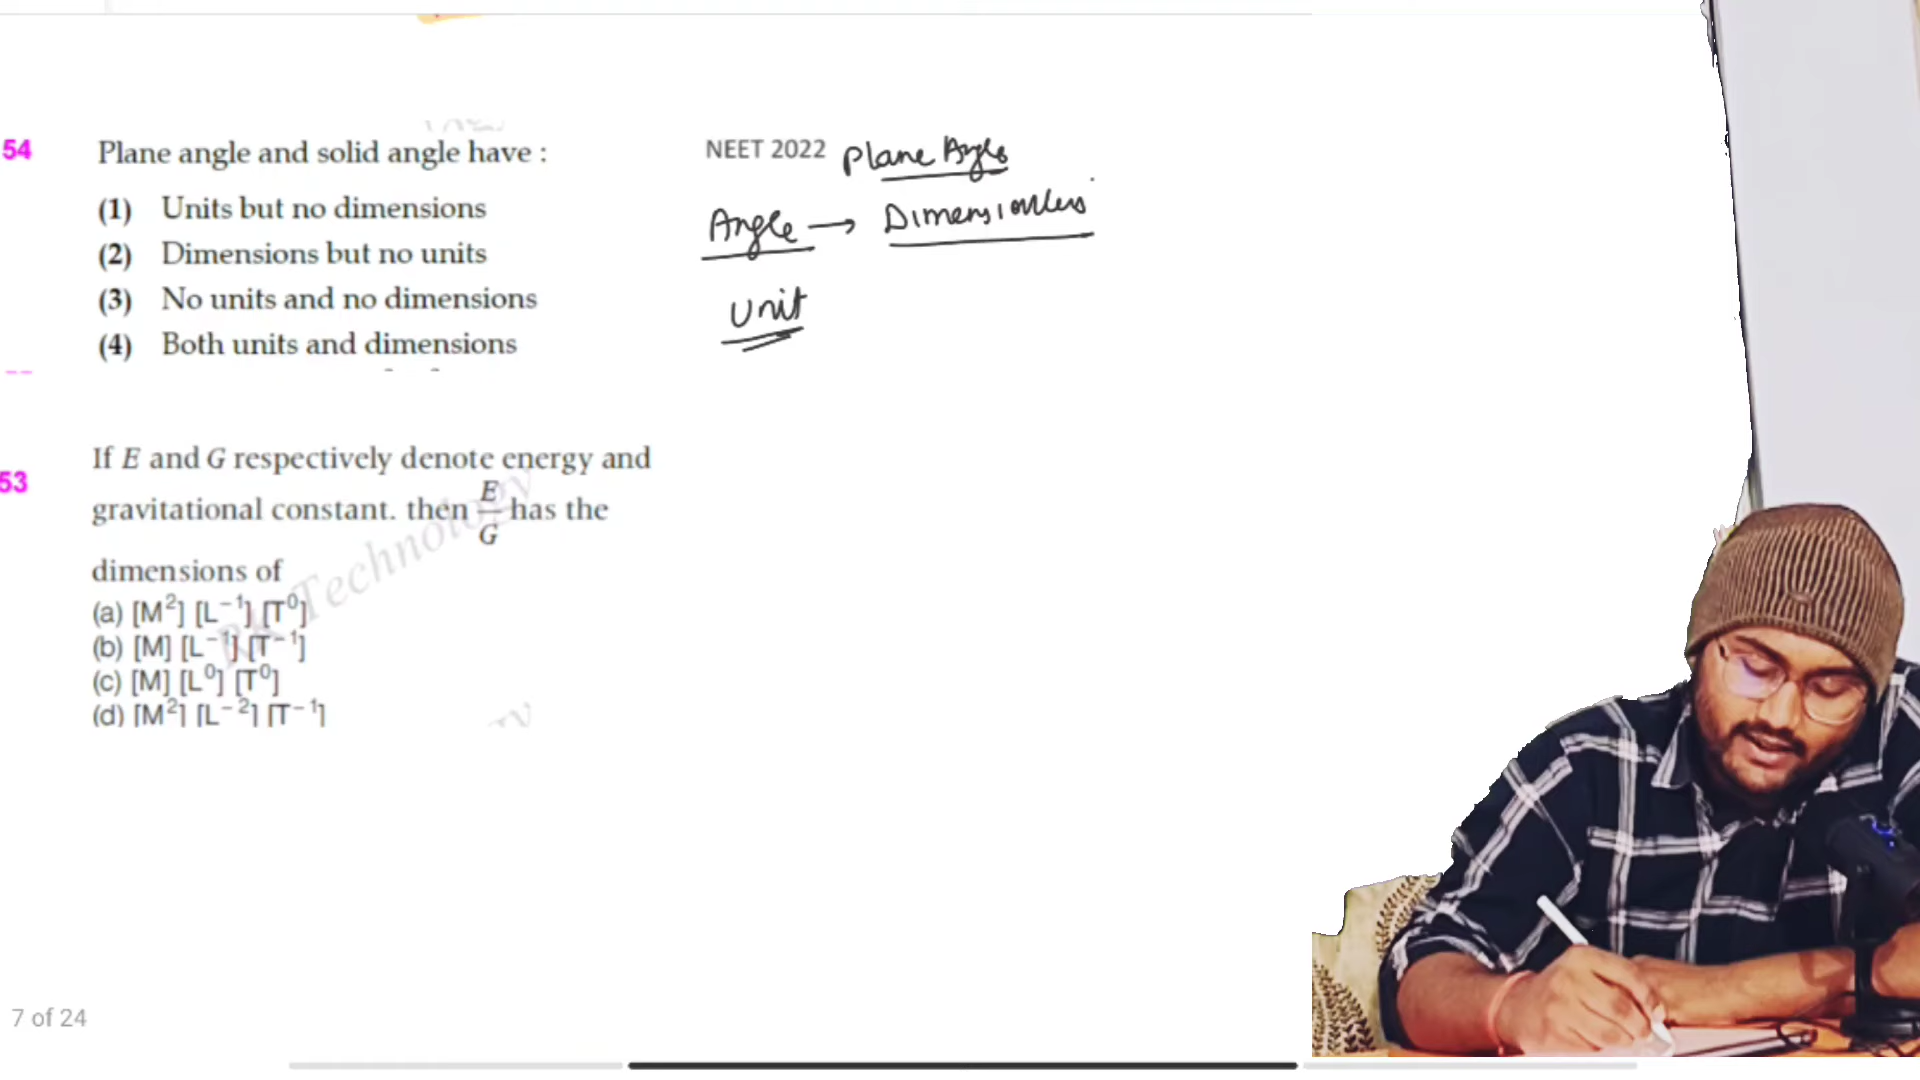 54 Plane angle and solid angle have : NEET 2022 Plane Angle
(1) Units but no dimensions
Angle → Dimensionless
(2) Dimensions but no units
(3) No units and no dimensions
Unit
(4) Both units and dimensions
If E and G respectively denote energy and
53 gravitational constant. then E/G has the
dimensions of
(a) [M²] [L⁻¹] [T⁰]
(b) [M] [L⁻¹] [T⁻¹]
(c) [M] [L⁰] [T⁰]
(d) [M²] [L⁻²] [T⁻¹]
RK Technology
7 of 24